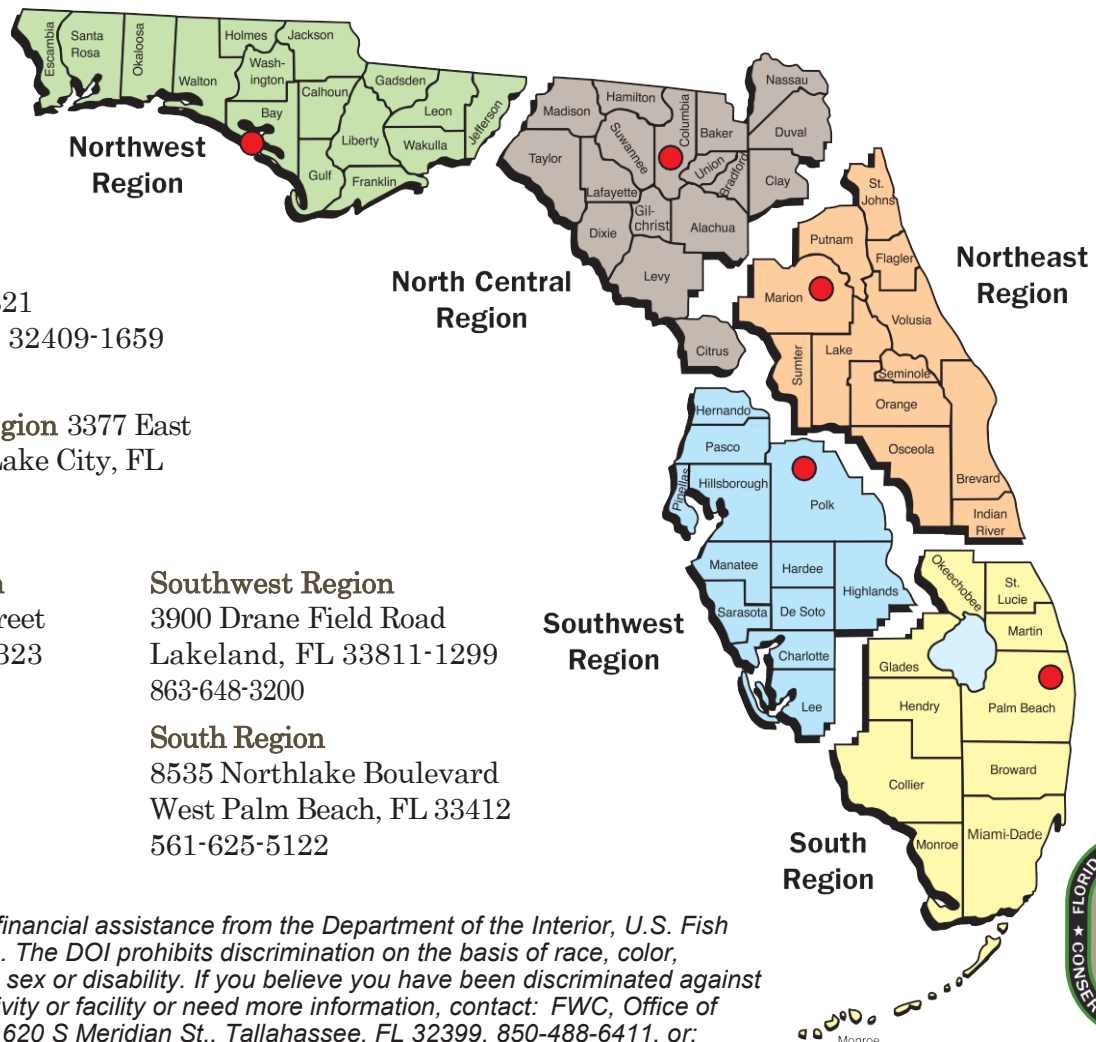 Escambia
Santa
Rosa
Okaloosa
Walton
Holmes
Jackson
Wash-
ington
Bay
Calhoun
Gulf
Liberty
Franklin
Gadsden
Leon
Wakulla
Jefferson
Northwest
Region
Madison
Hamilton
Taylor
Suwannee
Columbia
Baker
Nassau
Duval
Union
Bradford
Clay
Lafayette
Gil-
christ
Dixie
Alachua
Levy
Citrus
North Central
Region
St.
Johns
Putnam
Flagler
Marion
Volusia
Sumter
Lake
Seminole
Orange
Osceola
Brevard
Indian
River
Northeast
Region
321
32409-1659
gion 3377 East
Lake City, FL
n
reet
323
Southwest Region
3900 Drane Field Road
Lakeland, FL 33811-1299
863-648-3200
South Region
8535 Northlake Boulevard
West Palm Beach, FL 33412
561-625-5122
Hernando
Pasco
Pinellas
Hillsborough
Polk
Manatee
Hardee
Highlands
Sarasota
De Soto
Charlotte
Lee
Southwest
Region
Okeechobee
St.
Lucie
Martin
Glades
Hendry
Palm Beach
Collier
Broward
Monroe
Miami-Dade
South
Region
Monroe
financial assistance from the Department of the Interior, U.S. Fish
. The DOI prohibits discrimination on the basis of race, color,
sex or disability. If you believe you have been discriminated against
ivity or facility or need more information, contact: FWC, Office of
620 S Meridian St., Tallahassee, FL 32399, 850-488-6411, or:
CONSER ★ FLORID